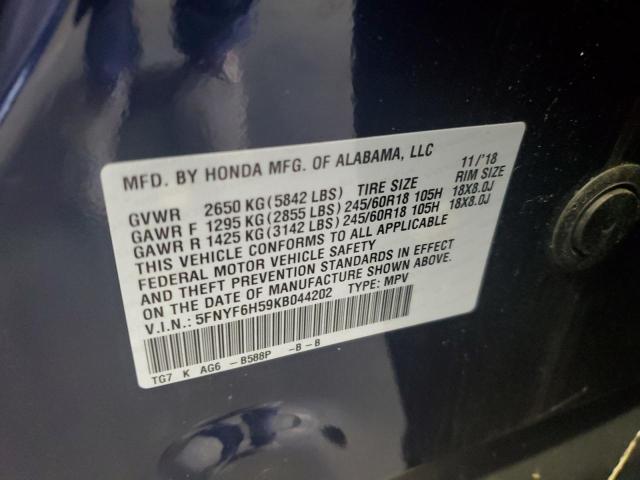 MFD. BY HONDA MFG. OF ALABAMA, LLC 11/'18
GVWR 2650 KG(5842 LBS) TIRE SIZE RIM SIZE
GAWR F 1295 KG(2855 LBS)245/60R18 105H 18X8.0J
GAWR R 1425 KG(3142 LBS)245/60R18 105H 18X8.0J
THIS VEHICLE CONFORMS TO ALL APPLICABLE
FEDERAL MOTOR VEHICLE SAFETY
AND THEFT PREVENTION STANDARDS IN EFFECT
ON THE DATE OF MANUFACTURE SHOWN ABOVE.
V.I.N.: 5FNYF6H59KB044202 TYPE: MPV
TG7 K AG6 -B588P -B-B